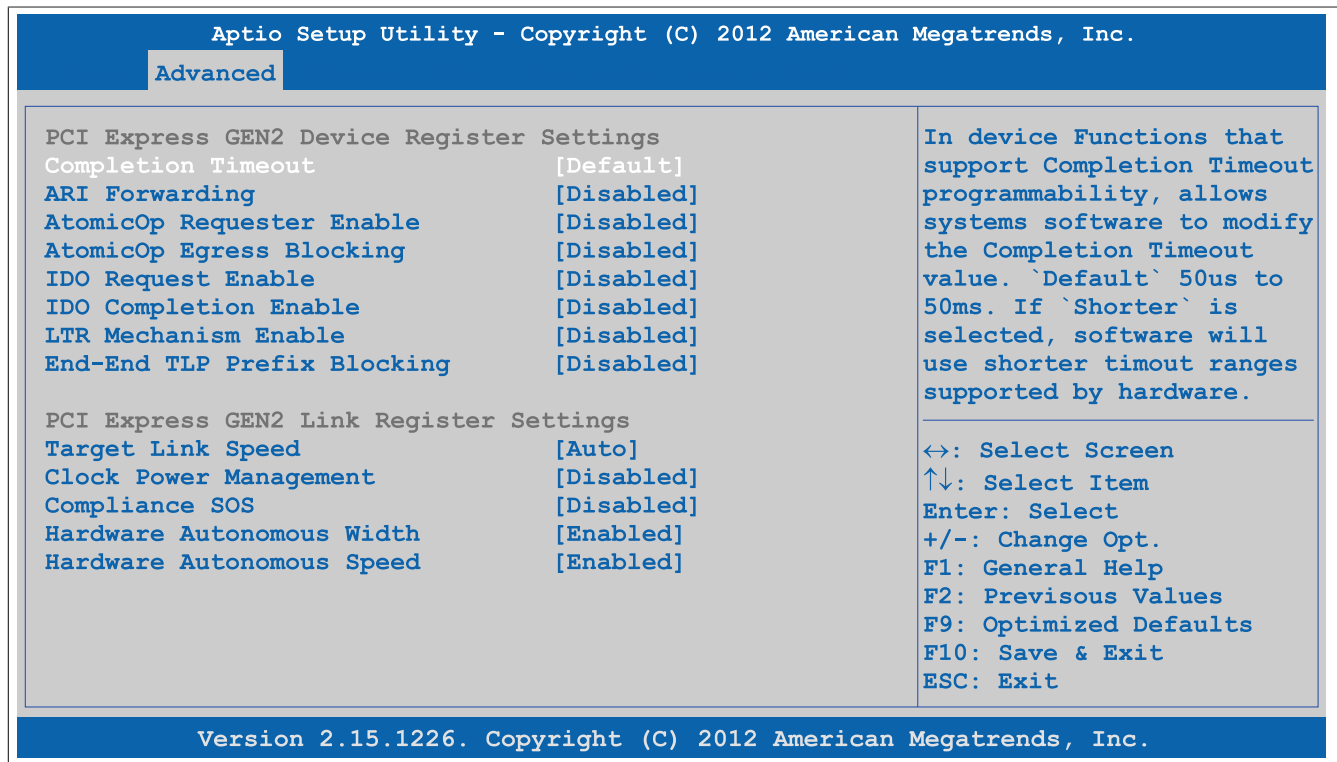 Aptio Setup Utility - Copyright (C) 2012 American Megatrends, Inc.
Advanced
PCI Express GEN2 Device Register Settings
Completion Timeout [Default]
ARI Forwarding [Disabled]
AtomicOp Requester Enable [Disabled]
AtomicOp Egress Blocking [Disabled]
IDO Request Enable [Disabled]
IDO Completion Enable [Disabled]
LTR Mechanism Enable [Disabled]
End-End TLP Prefix Blocking [Disabled]
PCI Express GEN2 Link Register Settings
Target Link Speed [Auto]
Clock Power Management [Disabled]
Compliance SOS [Disabled]
Hardware Autonomous Width [Enabled]
Hardware Autonomous Speed [Enabled]
In device Functions that
support Completion Timeout
programmability, allows
systems software to modify
the Completion Timeout
value. `Default` 50us to
50ms. If `Shorter` is
selected, software will
use shorter timout ranges
supported by hardware.
↔: Select Screen
↑↓: Select Item
Enter: Select
+/-: Change Opt.
F1: General Help
F2: Previsous Values
F9: Optimized Defaults
F10: Save & Exit
ESC: Exit
Version 2.15.1226. Copyright (C) 2012 American Megatrends, Inc.